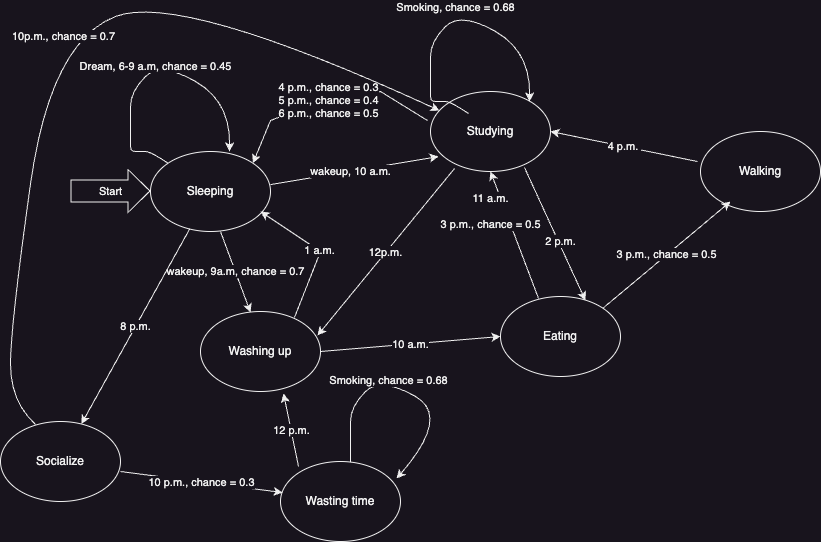 Smoking, chance = 0.68
10p.m., chance = 0.7
Dream, 6-9 a.m, chance = 0.45
4 p.m., chance = 0.3
5 p.m., chance = 0.4
6 p.m., chance = 0.5
Studying
4 p.m.
Walking
wakeup, 10 a.m.
Start
Sleeping
11 a.m.
3 p.m., chance = 0.5
2 p.m.
1 a.m.
12p.m.
3 p.m., chance = 0.5
wakeup, 9a.m, chance = 0.7
8 p.m.
Eating
Washing up
10 a.m.
Smoking, chance = 0.68
12 p.m.
Socialize
10 p.m., chance = 0.3
Wasting time